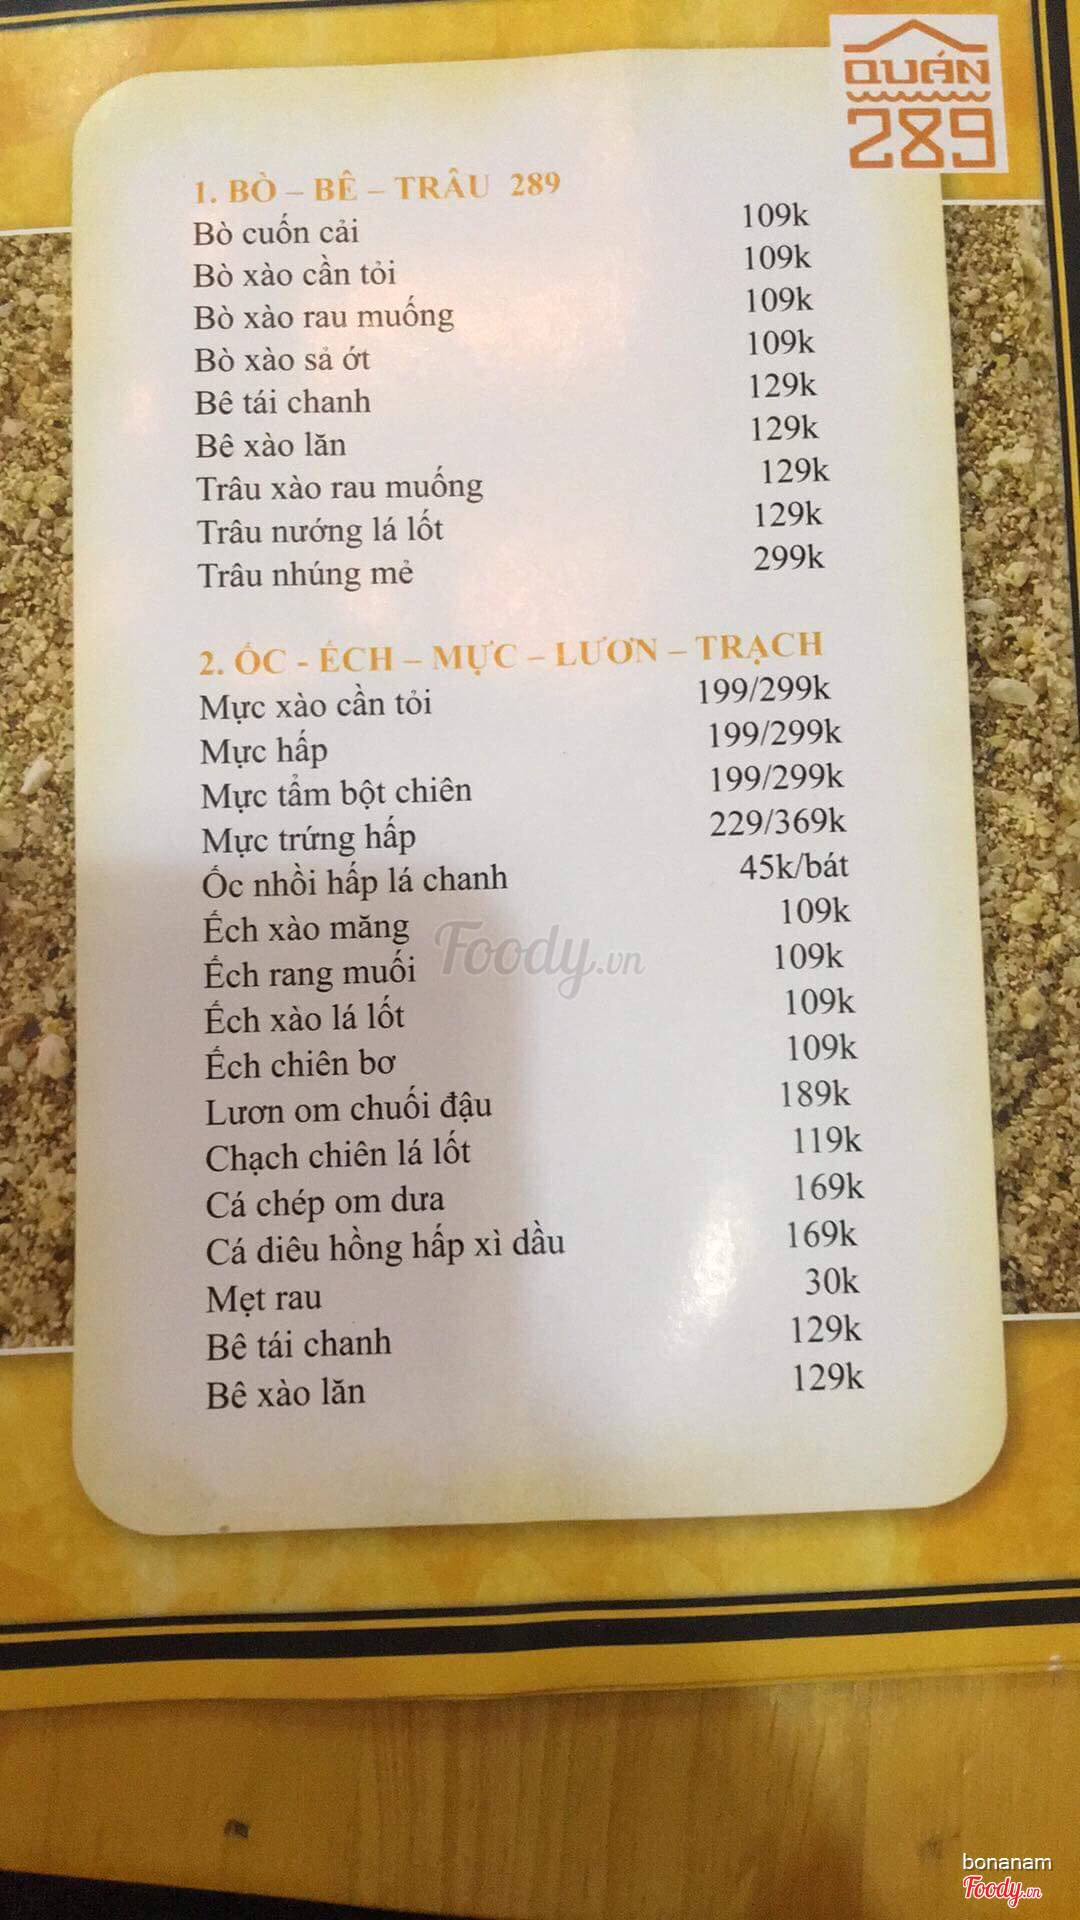 QUÁN
289
1. BÒ – BÊ – TRÂU 289
Bò cuốn cải 109k
Bò xào cần tỏi 109k
Bò xào rau muống 109k
Bò xào sả ớt 109k
Bê tái chanh 129k
Bê xào lăn 129k
Trâu xào rau muống 129k
Trâu nướng lá lốt 129k
Trâu nhúng mẻ 299k
2. ỐC - ẾCH – MỰC – LƯƠN – TRẠCH
Mực xào cần tỏi 199/299k
Mực hấp 199/299k
Mực tẩm bột chiên 199/299k
Mực trứng hấp 229/369k
Ốc nhồi hấp lá chanh 45k/bát
Ếch xào măng 109k
Ếch rang muối 109k
Ếch xào lá lốt 109k
Ếch chiên bơ 109k
Lươn om chuối đậu 189k
Chạch chiên lá lốt 119k
Cá chép om dưa 169k
Cá diêu hồng hấp xì dầu 169k
Mẹt rau 30k
Bê tái chanh 129k
Bê xào lăn 129k
Foody.vn
bonanam
Foody.vn